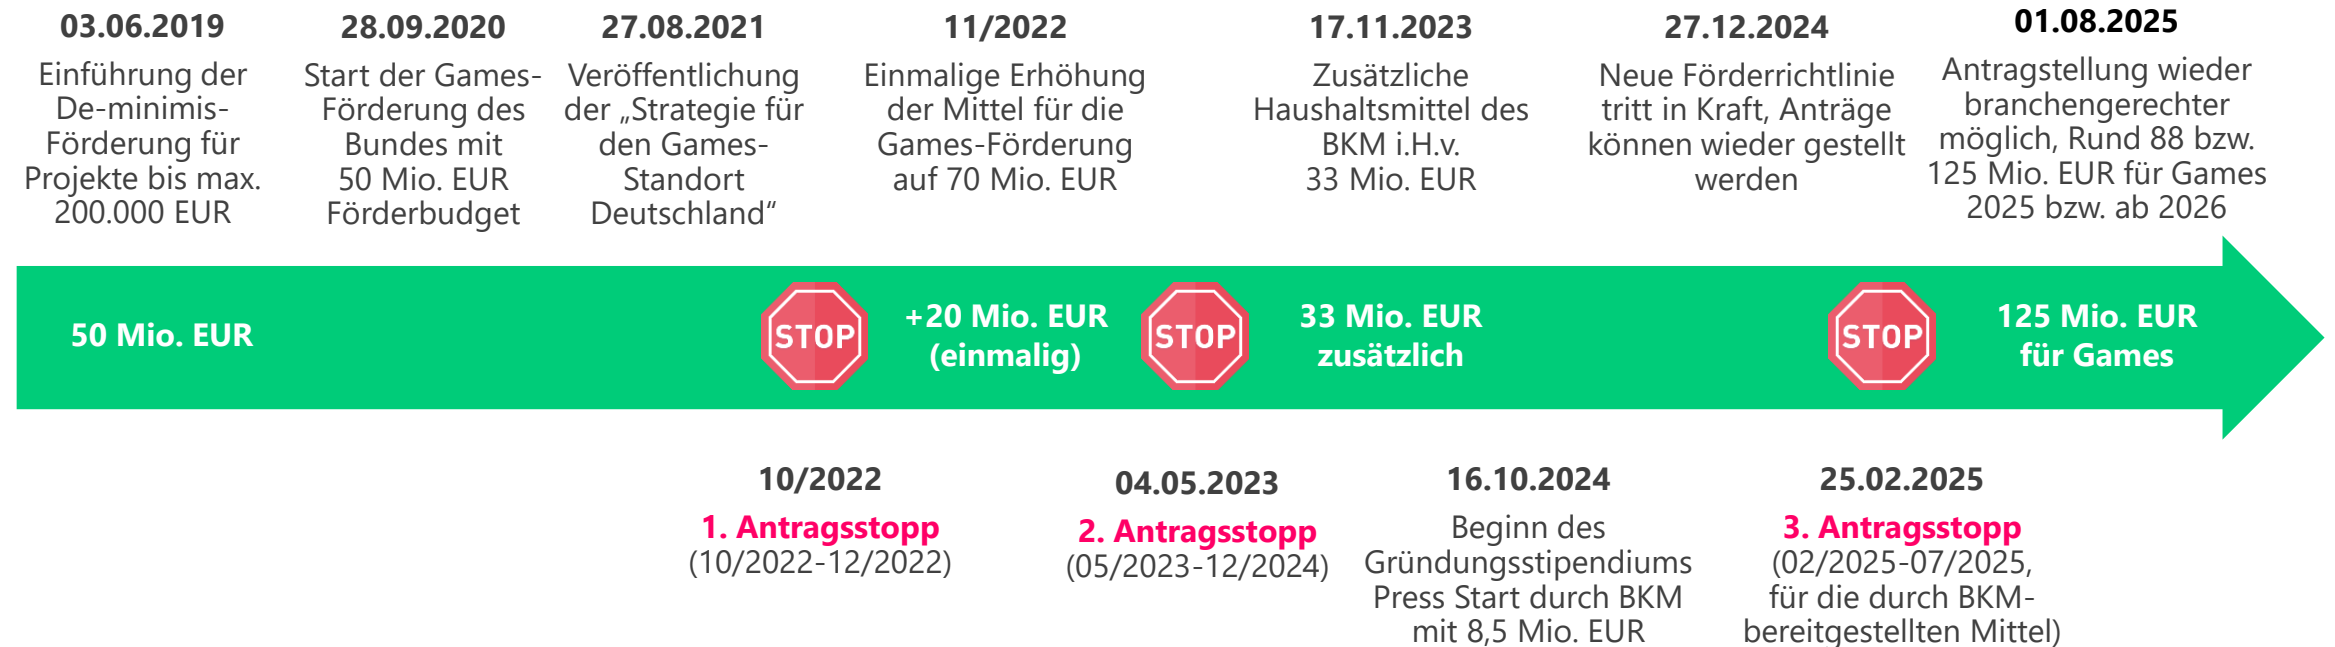 03.06.2019
Einführung der
De-minimis-
Förderung für
Projekte bis max.
200.000 EUR
28.09.2020
Start der Games-
Förderung des
Bundes mit
50 Mio. EUR
Förderbudget
27.08.2021
Veröffentlichung
der „Strategie für
den Games-
Standort
Deutschland“
11/2022
Einmalige Erhöhung
der Mittel für die
Games-Förderung
auf 70 Mio. EUR
17.11.2023
Zusätzliche
Haushaltsmittel des
BKM i.H.v.
33 Mio. EUR
27.12.2024
Neue Förderrichtlinie
tritt in Kraft, Anträge
können wieder gestellt
werden
01.08.2025
Antragstellung wieder
branchengerechter
möglich, Rund 88 bzw.
125 Mio. EUR für Games
2025 bzw. ab 2026
50 Mio. EUR
STOP
+20 Mio. EUR
(einmalig)
STOP
33 Mio. EUR
zusätzlich
STOP
125 Mio. EUR
für Games
10/2022
1. Antragsstopp
(10/2022-12/2022)
04.05.2023
2. Antragsstopp
(05/2023-12/2024)
16.10.2024
Beginn des
Gründungsstipendiums
Press Start durch BKM
mit 8,5 Mio. EUR
25.02.2025
3. Antragsstopp
(02/2025-07/2025,
für die durch BKM-
bereitgestellten Mittel)